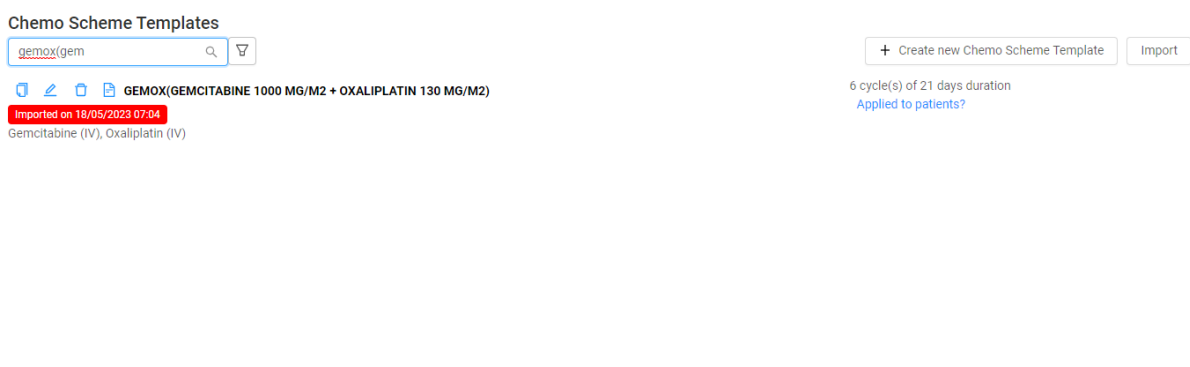 Chemo Scheme Templates
gemox(gem
+ Create new Chemo Scheme Template
Import
GEMOX(GEMCITABINE 1000 MG/M2 + OXALIPLATIN 130 MG/M2)
6 cycle(s) of 21 days duration
Applied to patients?
Imported on 18/05/2023 07:04
Gemcitabine (IV), Oxaliplatin (IV)